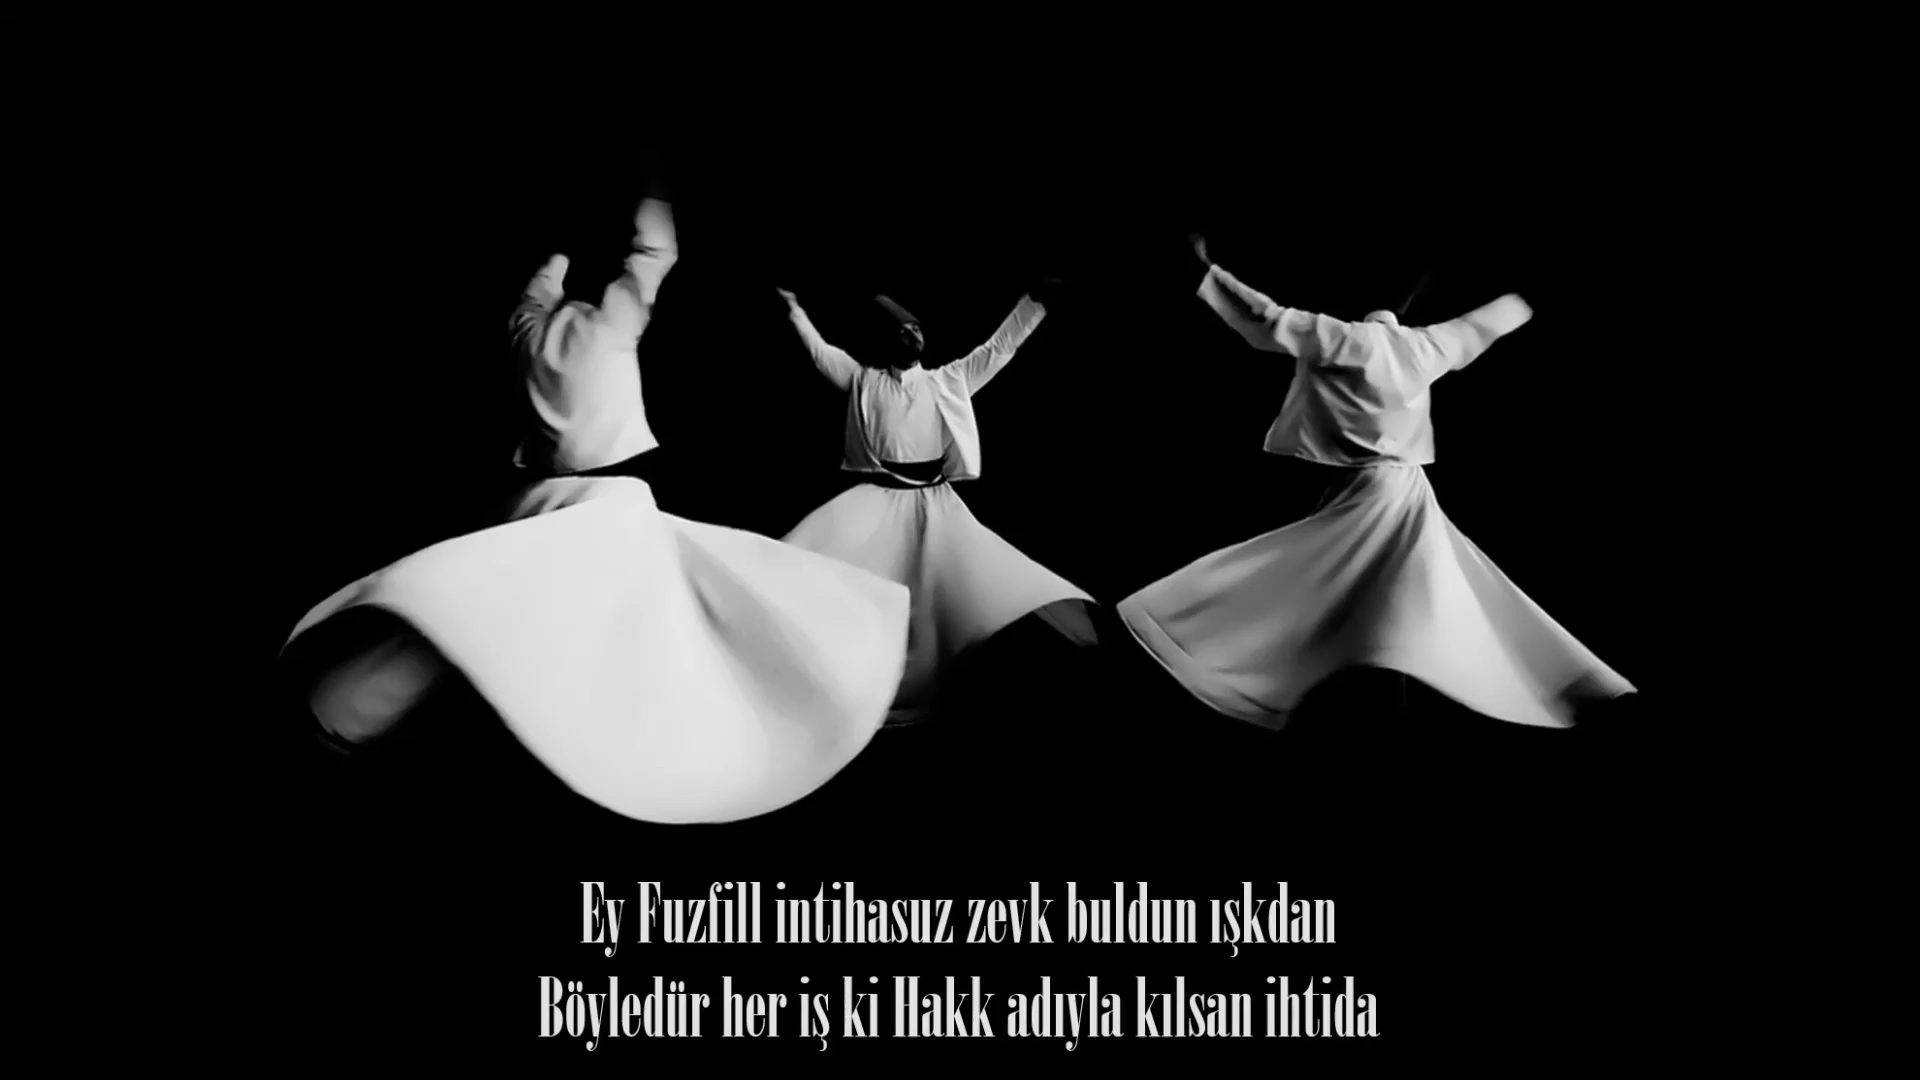 Ey Fuzfill intihasuz zevk buldun ışkdan
Böyledür her iş ki Hakk adıyla kılsan ihtida